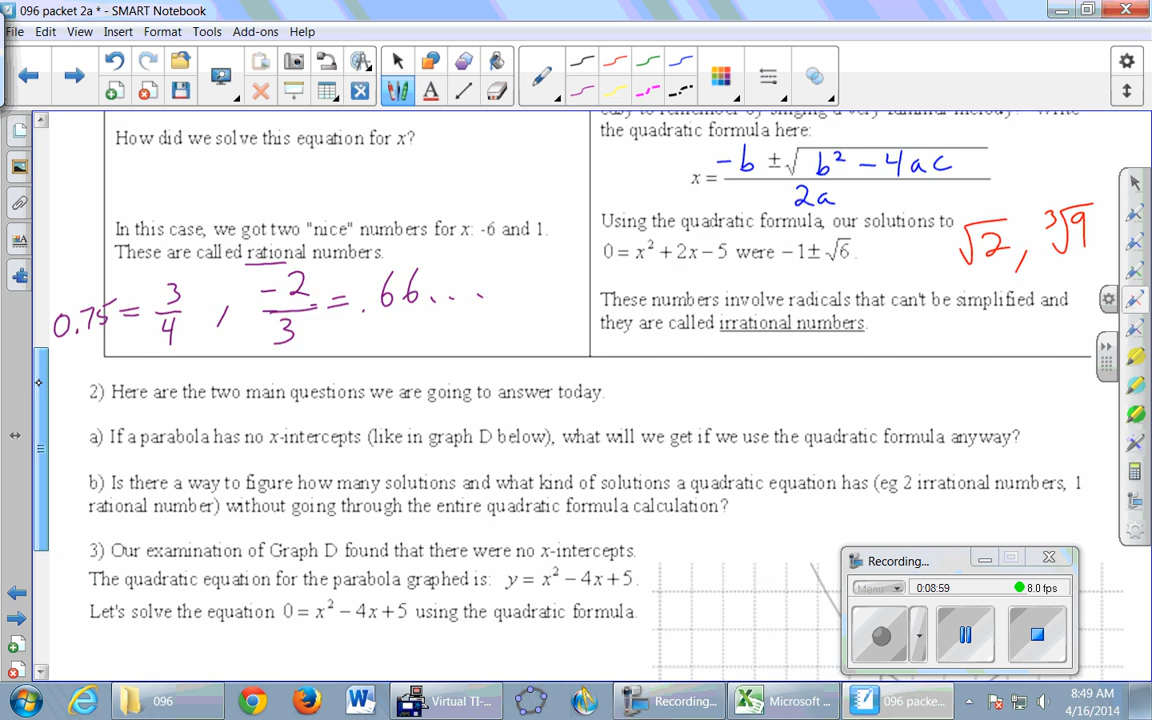 096 packet 2a * - SMART Notebook
File Edit View Insert Format Tools Add-ons Help
How did we solve this equation for x?
In this case, we got two "nice" numbers for x: -6 and 1.
These are called rational numbers.
0.75 = 3/4 , -2/3 = .66...
the quadratic formula here:
x = -b ± √(b² - 4ac) / 2a
Using the quadratic formula, our solutions to
0 = x² + 2x - 5 were -1 ± √6.
√2, ³√9
These numbers involve radicals that can't be simplified and
they are called irrational numbers.
2) Here are the two main questions we are going to answer today.
a) If a parabola has no x-intercepts (like in graph D below), what will we get if we use the quadratic formula anyway?
b) Is there a way to figure how many solutions and what kind of solutions a quadratic equation has (eg 2 irrational numbers, 1
rational number) without going through the entire quadratic formula calculation?
3) Our examination of Graph D found that there were no x-intercepts.
The quadratic equation for the parabola graphed is: y = x² - 4x + 5.
Let's solve the equation 0 = x² - 4x + 5 using the quadratic formula.
Recording...
Menu 0:08:59 8.0 fps
096 Virtual TI-... Recording... Microsoft ... 096 packe...
8:49 AM
4/16/2014